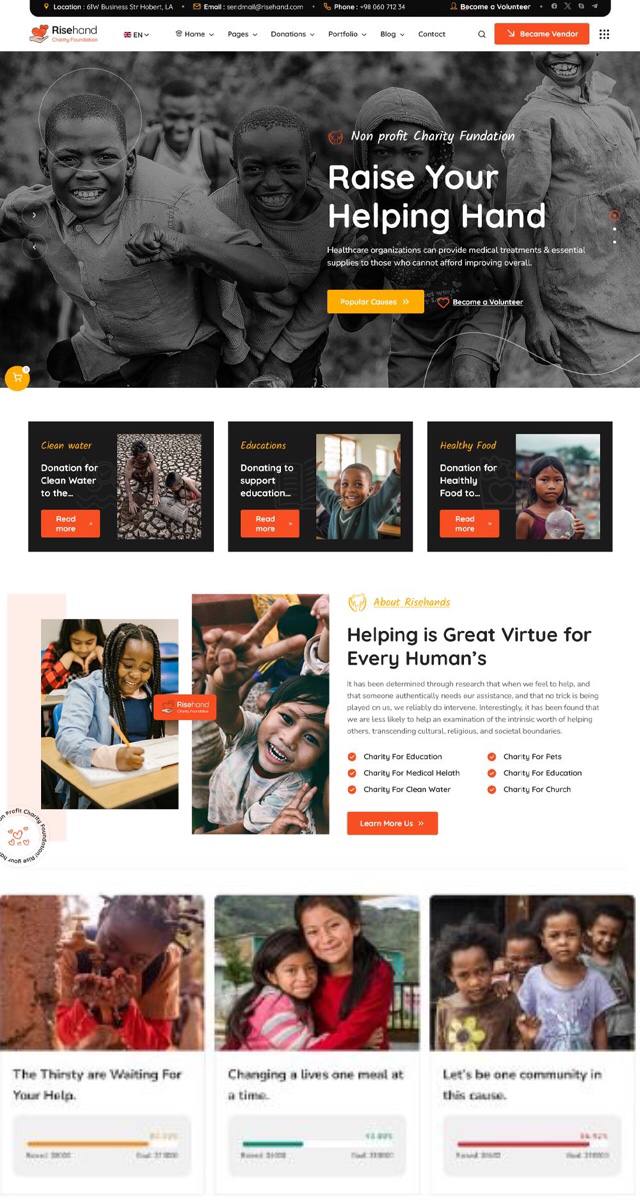 Location : 61W Business Str Hobert, LA • Email : sendmail@risehand.com • Phone : +98 060 712 34
Become a Volunteer
Risehand
Charity Foundation
EN
Home Pages Donations Portfolio Blog Contact
Became Vendor
Non profit Charity Fundation
Raise Your
Helping Hand
Healthcare organizations can provide medical treatments & essential
supplies to those who cannot afford improving overall.
Popular Causes
Become a Volunteer
Clean water
Donation for
Clean Water
to the...
Read
more
Educations
Donating to
support
education...
Read
more
Healthy Food
Donation for
Healthly
Food to...
Read
more
Risehand
Charity Foundation
About Risehands
Helping is Great Virtue for
Every Human's
It has been determined through research that when we feel to help, and
that someone authentically needs our assistance, and that no trick is being
played on us, we reliably do intervene. Interestingly, it has been found that
we are less likely to help an examination of the intrinsic worth of helping
others, transcending cultural, religious, and societal boundaries.
Charity For Education
Charity For Pets
Charity For Medical Helath
Charity For Education
Charity For Clean Water
Charity For Church
Learn More Us
n Profit Charity Foundation
The Thirsty are Waiting For
Your Help.
Changing a lives one meal at
a time.
Let's be one community in
this cause.